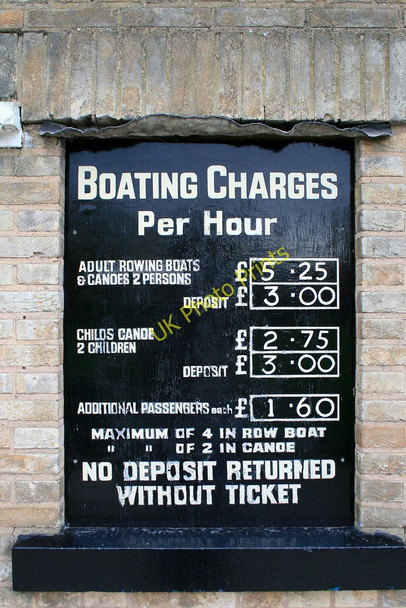 BOATING CHARGES
Per Hour
ADULT ROWING BOATS £ 5.25
& CANOES 2 PERSONS
DEPOSIT £ 3.00
CHILDS CANOE £ 2.75
2 CHILDREN
DEPOSIT £ 3.00
ADDITIONAL PASSENGERS each £ 1.60
MAXIMUM OF 4 IN ROW BOAT
" " OF 2 IN CANOE
NO DEPOSIT RETURNED
WITHOUT TICKET
UK Photo Prints